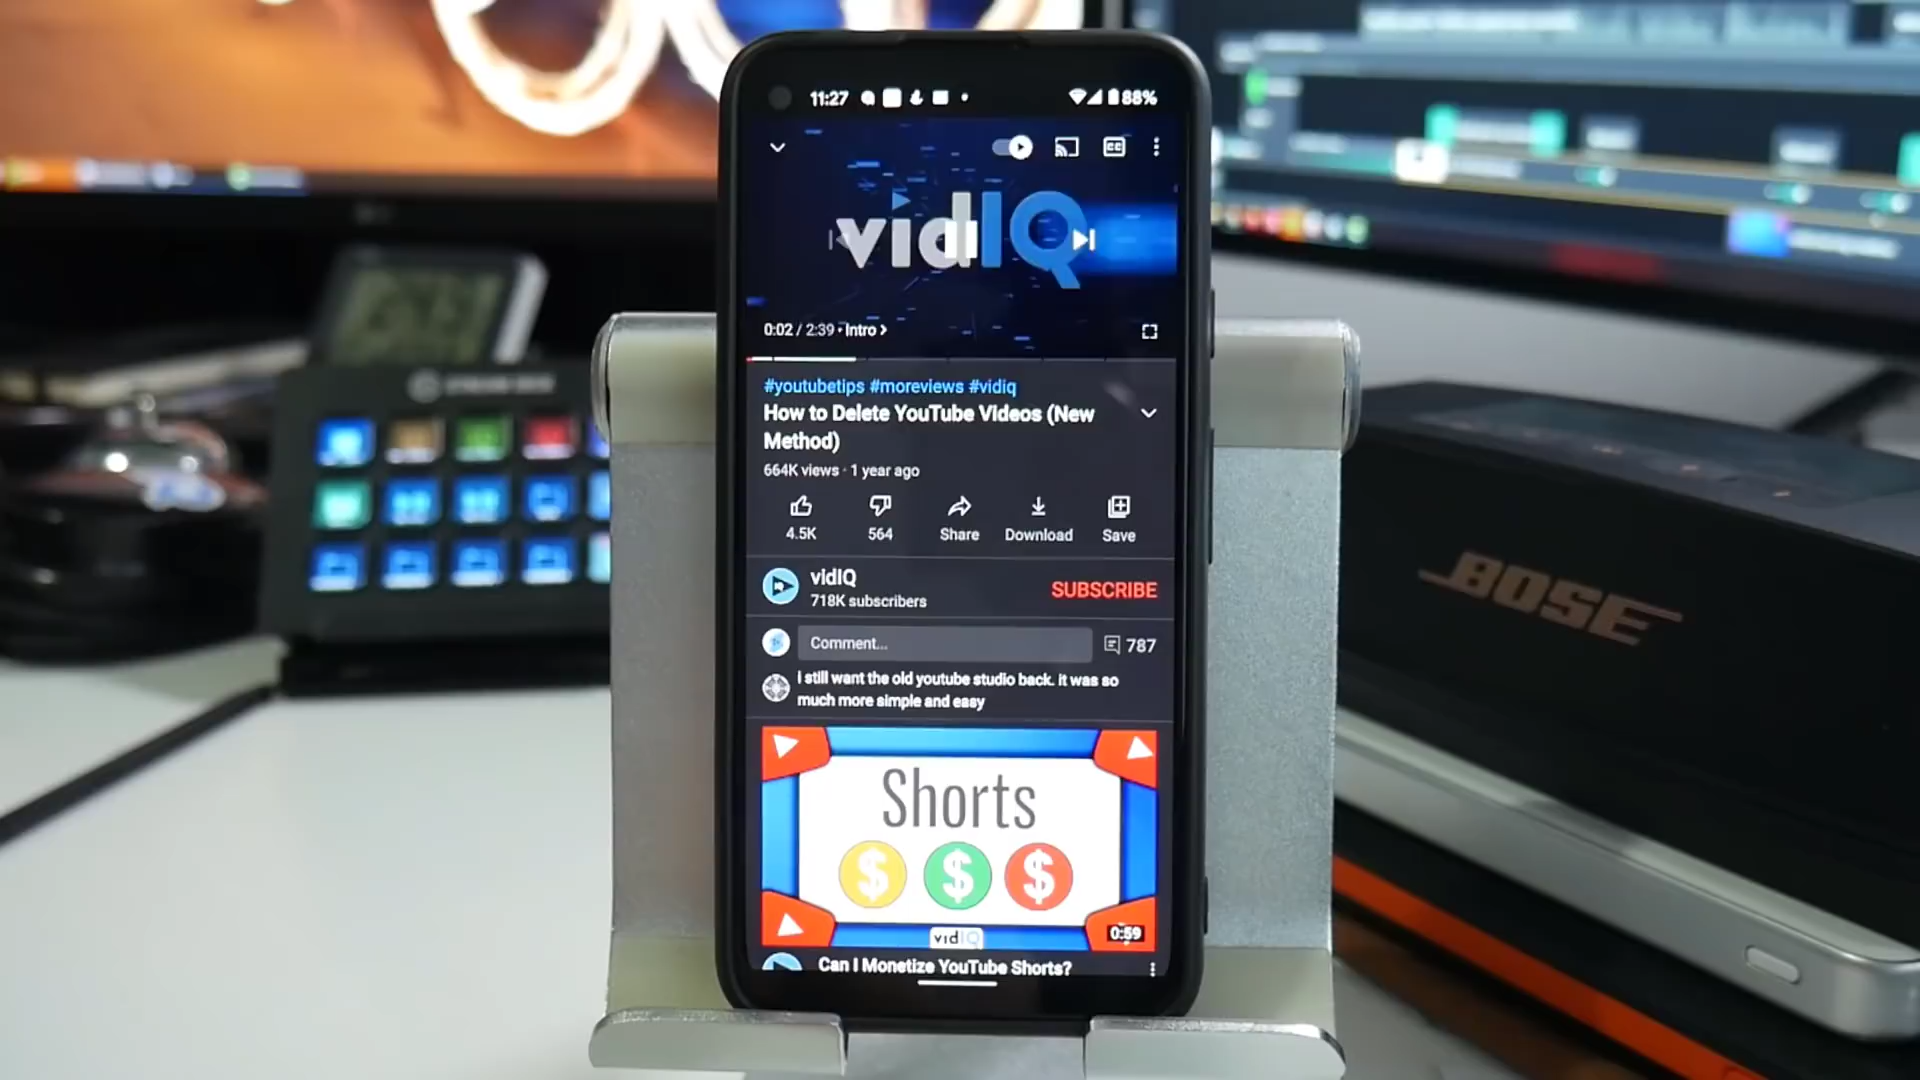 11:27
88%
vidIQ
0:02 / 2:39 • Intro >
#youtubetips #moreviews #vidiq
How to Delete YouTube Videos (New
Method)
664K views · 1 year ago
4.5K
564
Share
Download
Save
vidIQ
718K subscribers
SUBSCRIBE
Comment...
787
i still want the old youtube studio back. it was so
much more simple and easy
Shorts
$ $ $
vidIQ
0:59
Can I Monetize YouTube Shorts?
STREAM DECK
BOSE